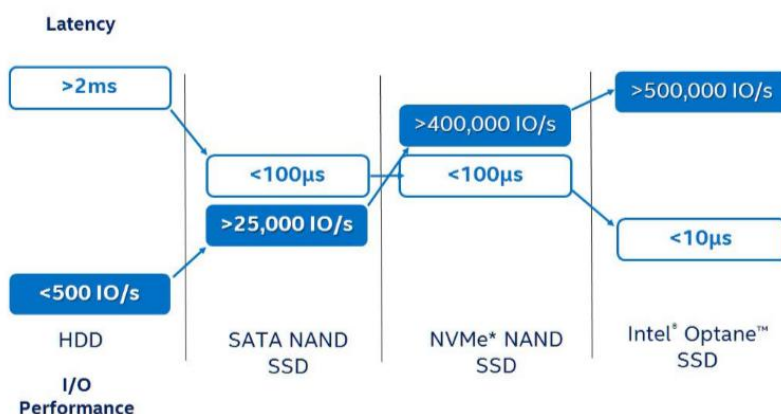 Latency
>2ms
>500,000 IO/s
>400,000 IO/s
<100µs
<100µs
>25,000 IO/s
<10µs
<500 IO/s
HDD
SATA NAND
SSD
NVMe* NAND
SSD
Intel® Optane™
SSD
I/O
Performance